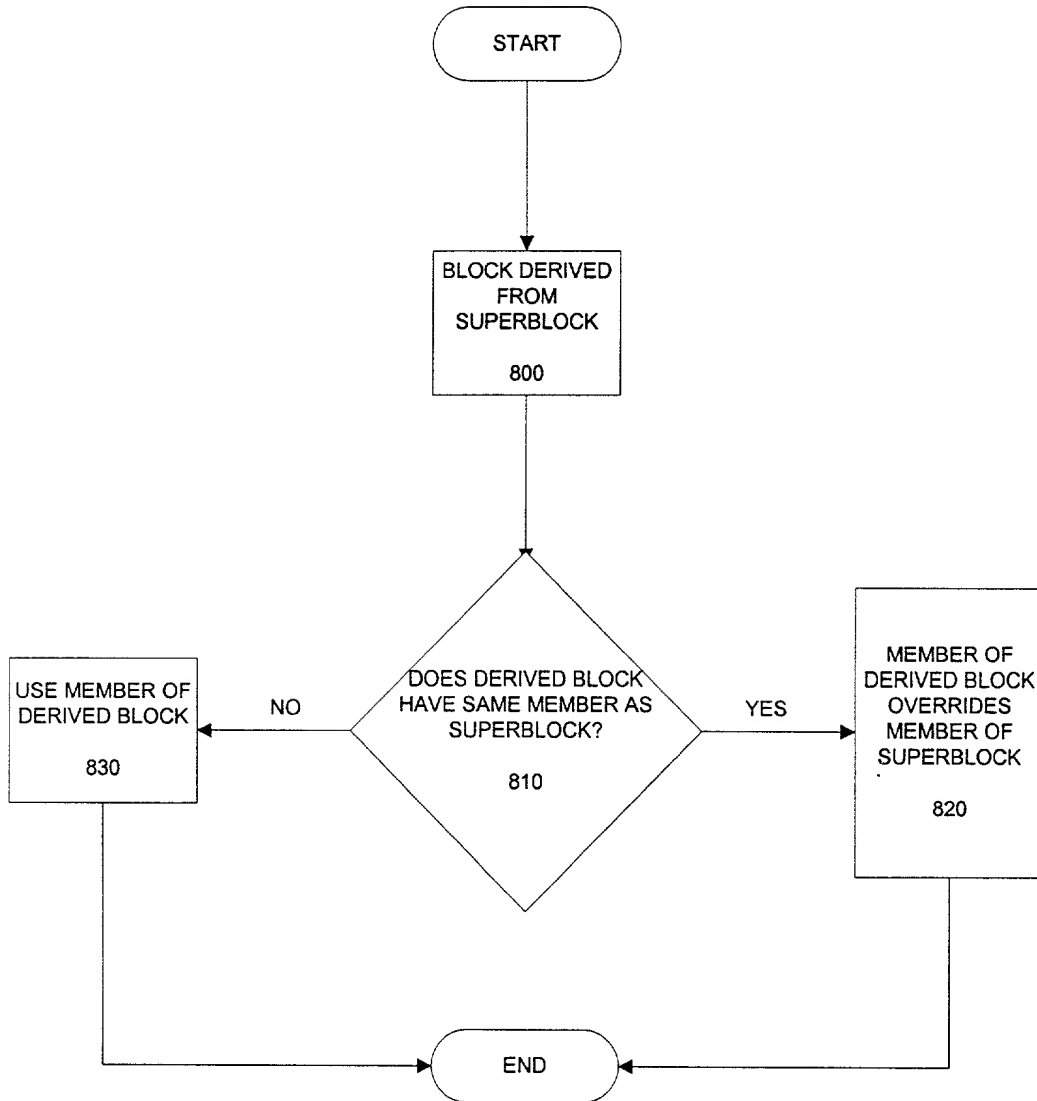 START
BLOCK DERIVED
FROM
SUPERBLOCK
800
DOES DERIVED BLOCK
HAVE SAME MEMBER AS
SUPERBLOCK?
810
NO
YES
USE MEMBER OF
DERIVED BLOCK
830
MEMBER OF
DERIVED BLOCK
OVERRIDES
MEMBER OF
SUPERBLOCK
820
END